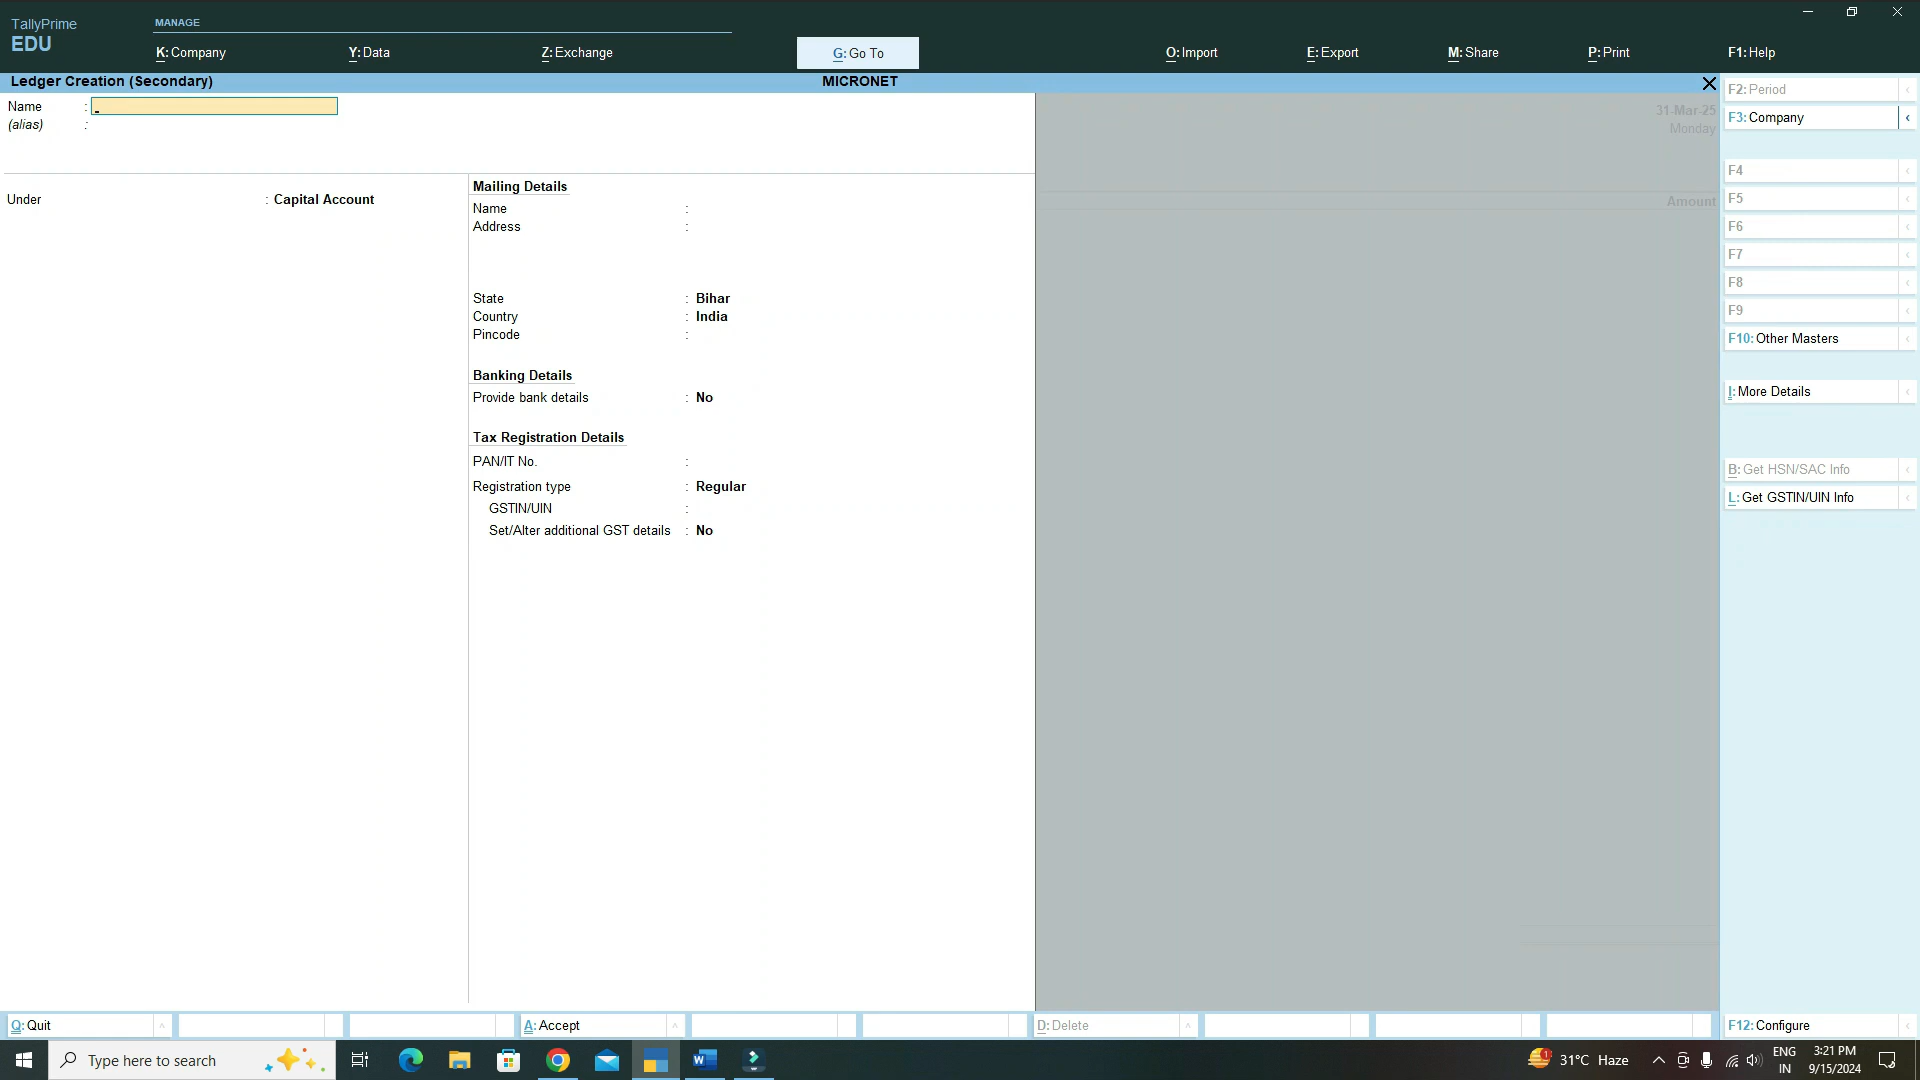 TallyPrime
EDU
MANAGE
K: Company
Y: Data
Z: Exchange
G: Go To
O: Import
E: Export
M: Share
P: Print
F1: Help
Ledger Creation (Secondary)
MICRONET
Name :
(alias) :
Under : Capital Account
Mailing Details
Name :
Address :
State : Bihar
Country : India
Pincode :
Banking Details
Provide bank details : No
Tax Registration Details
PAN/IT No. :
Registration type : Regular
GSTIN/UIN :
Set/Alter additional GST details : No
31-Mar-25
Monday
Amount
F2: Period
F3: Company
F4
F5
F6
F7
F8
F9
F10: Other Masters
I: More Details
B: Get HSN/SAC Info
L: Get GSTIN/UIN Info
Q: Quit
A: Accept
D: Delete
F12: Configure
Type here to search
1
31°C Haze
ENG
IN
3:21 PM
9/15/2024